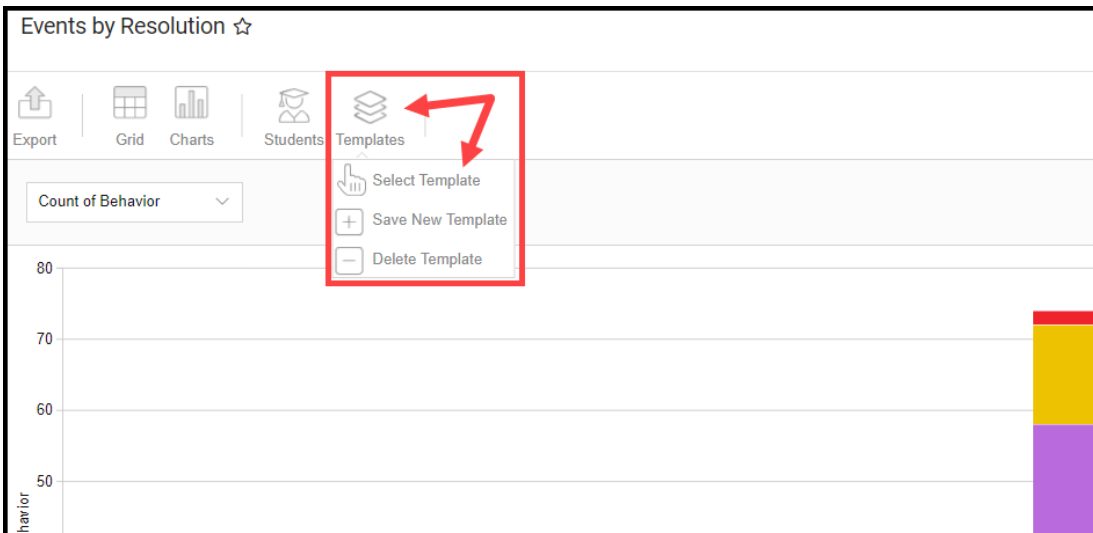 Events by Resolution
Export Grid Charts Students Templates
Select Template
Save New Template
Delete Template
Count of Behavior
80
70
60
50